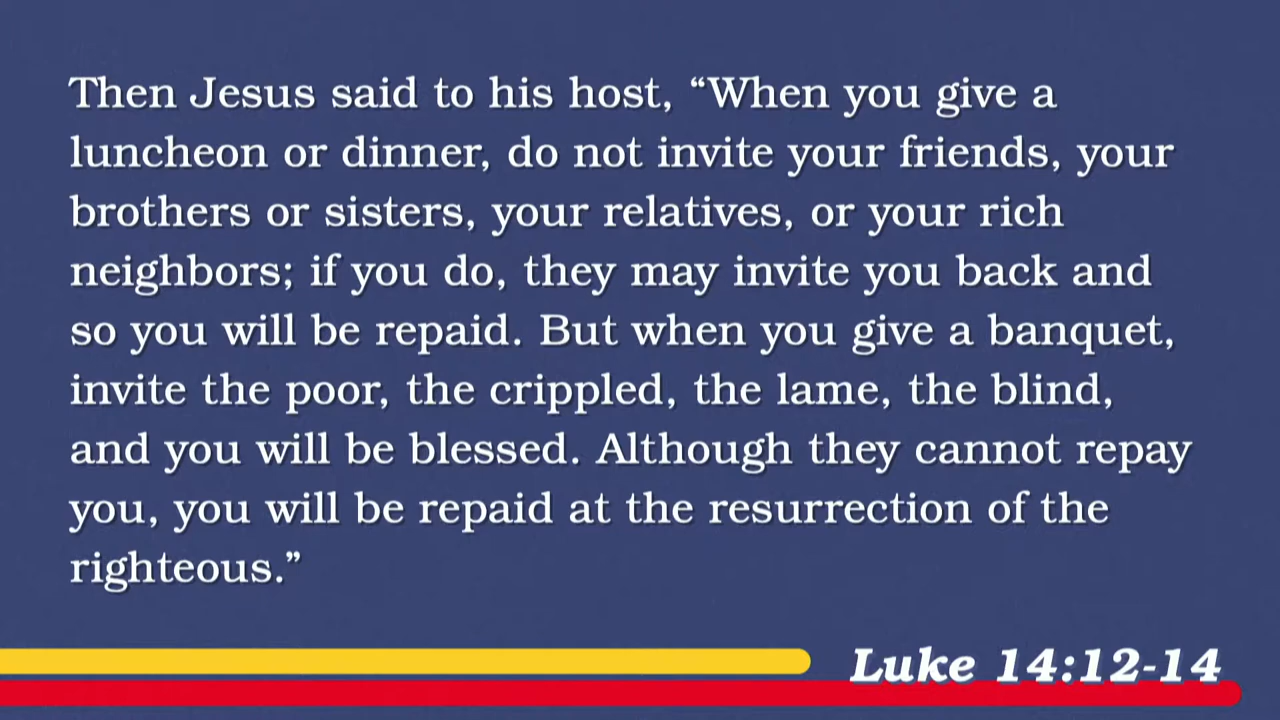 Then Jesus said to his host, “When you give a
luncheon or dinner, do not invite your friends, your
brothers or sisters, your relatives, or your rich
neighbors; if you do, they may invite you back and
so you will be repaid. But when you give a banquet,
invite the poor, the crippled, the lame, the blind,
and you will be blessed. Although they cannot repay
you, you will be repaid at the resurrection of the
righteous.”
Luke 14:12-14